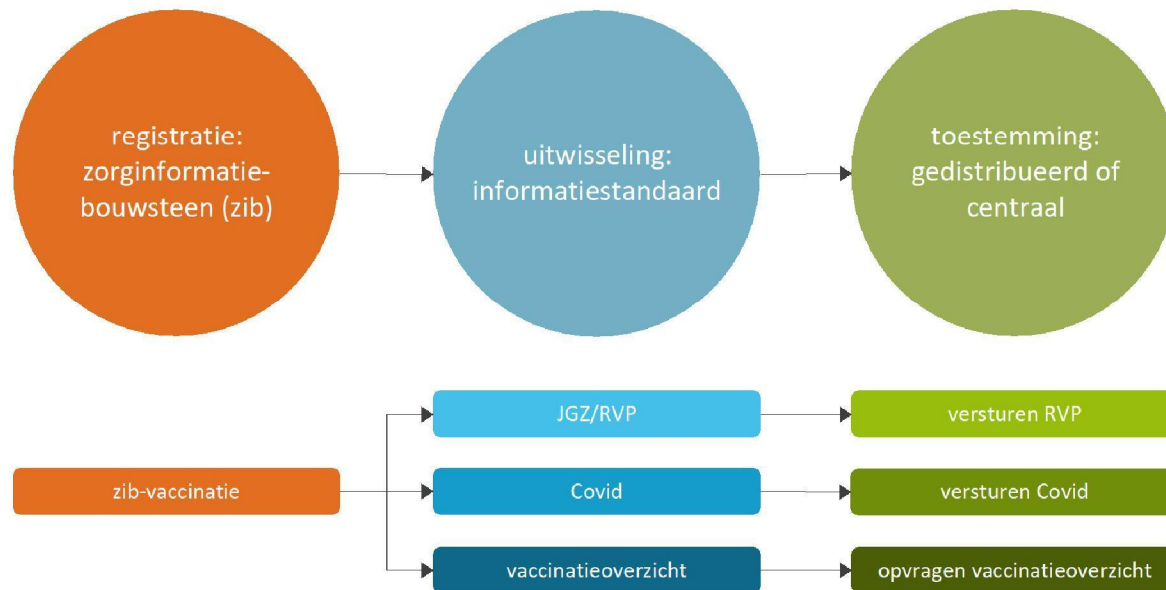 registratie:
zorginformatie-
bouwsteen (zib)
uitwisseling:
informatiestandaard
toestemming:
gedistribueerd of
centraal
JGZ/RVP
versturen RVP
zib-vaccinatie
Covid
versturen Covid
vaccinatieoverzicht
opvragen vaccinatieoverzicht